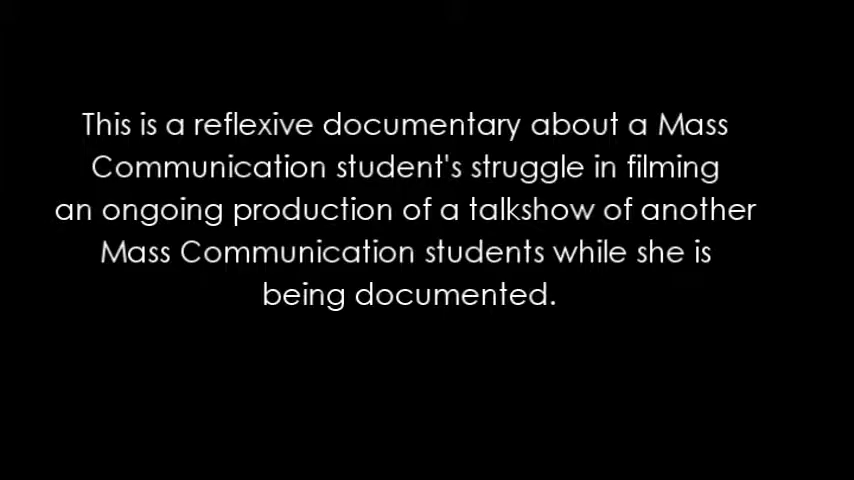 This is a reflexive documentary about a Mass
Communication student's struggle in filming
an ongoing production of a talkshow of another
Mass Communication students while she is
being documented.